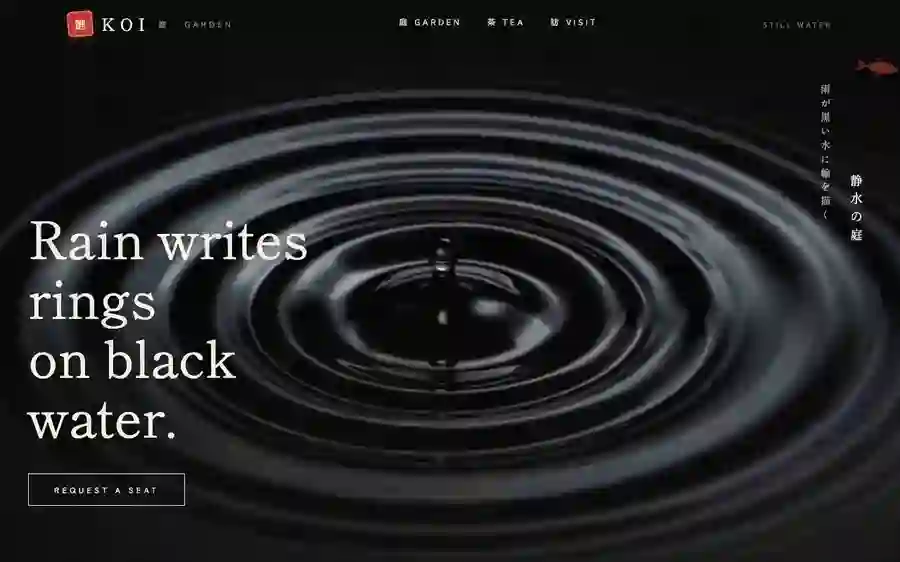 KOI GARDEN
庭 GARDEN 茶 TEA 訪 VISIT
STILL WATER
雨が黒い水に輪を描く
静水の庭
Rain writes
rings
on black
water.
REQUEST A SEAT